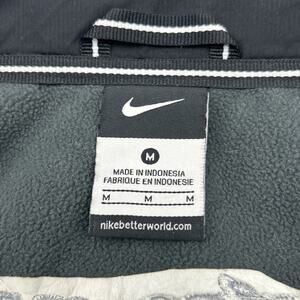 M
MADE IN INDONESIA
FABRIQUE EN INDONESIE
M M M
nikebetterworld.com